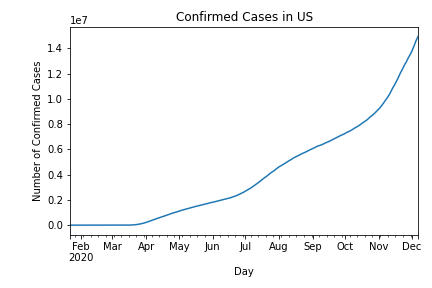 Confirmed Cases in US
1e7
Number of Confirmed Cases
1.4
1.2
1.0
0.8
0.6
0.4
0.2
0.0
Feb Mar Apr May Jun Jul Aug Sep Oct Nov Dec
2020
Day